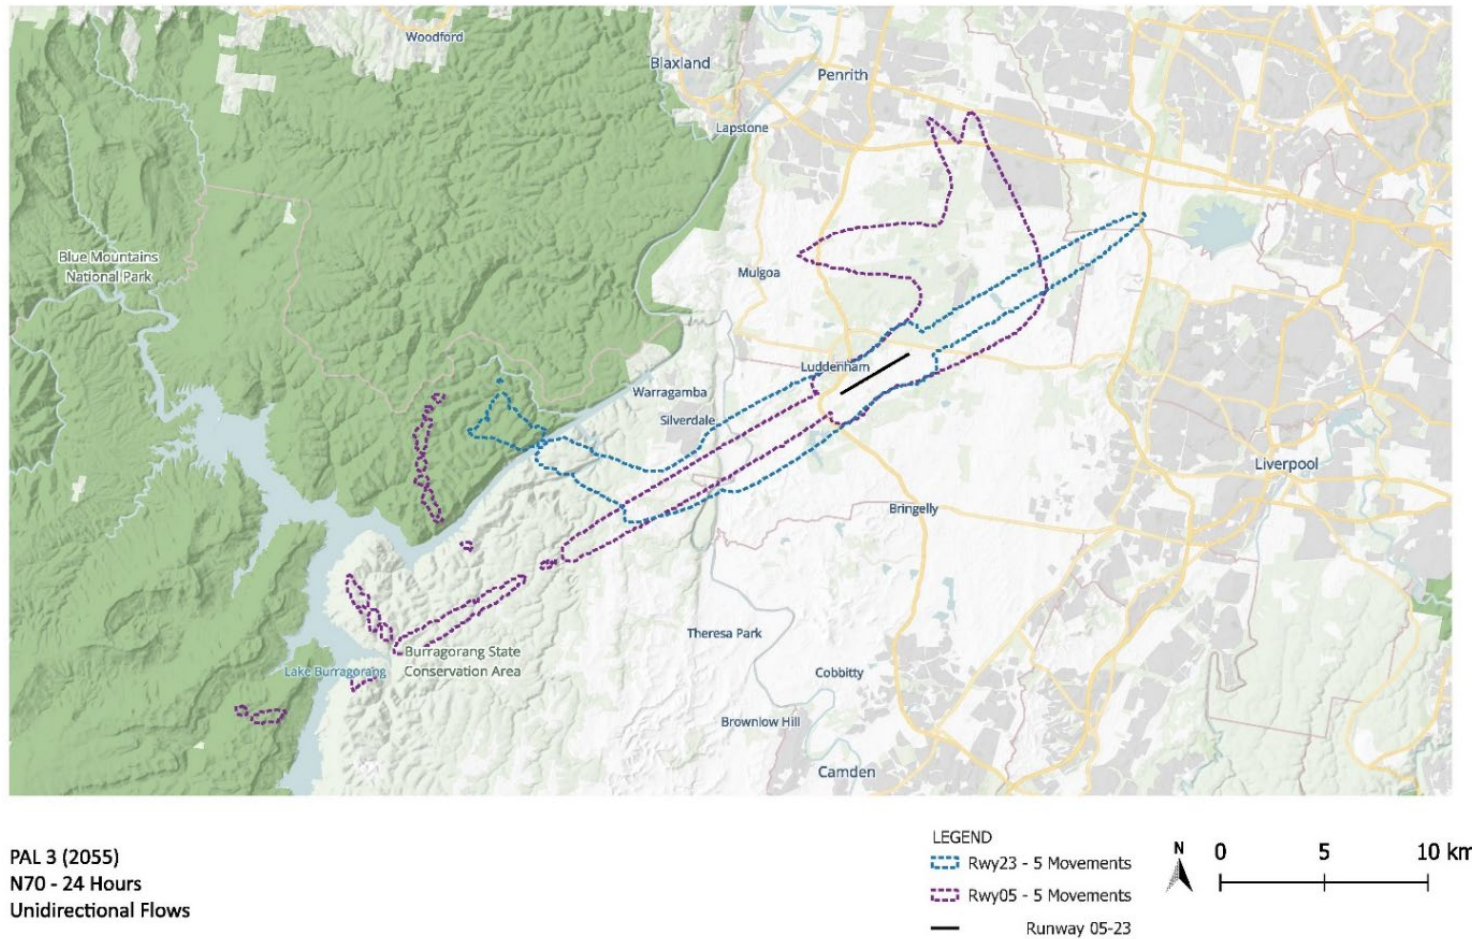 Woodford
Blaxland
Penrith
Lapstone
Blue Mountains
National Park
Mulgoa
Luddenham
Warragamba
Silverdale
Liverpool
Bringelly
Theresa Park
Burragorang State
Conservation Area
Lake Burragorang
Cobbitty
Brownlow Hill
Camden
PAL 3 (2055)
N70 - 24 Hours
Unidirectional Flows
LEGEND
Rwy23 - 5 Movements
Rwy05 - 5 Movements
Runway 05-23
N
0 5 10 km